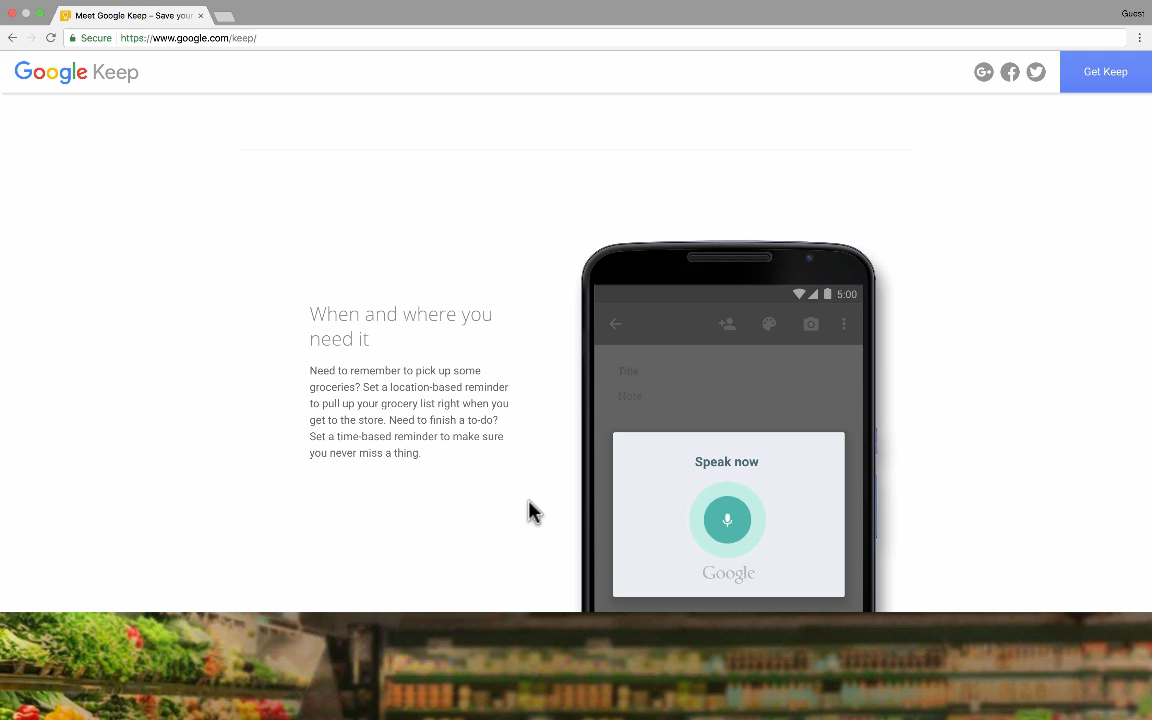 Meet Google Keep – Save your
Guest
Secure
https://www.google.com/keep/
Google Keep
Get Keep
When and where you
need it
Need to remember to pick up some
groceries? Set a location-based reminder
to pull up your grocery list right when you
get to the store. Need to finish a to-do?
Set a time-based reminder to make sure
you never miss a thing.
5:00
Title
Note
Speak now
Google